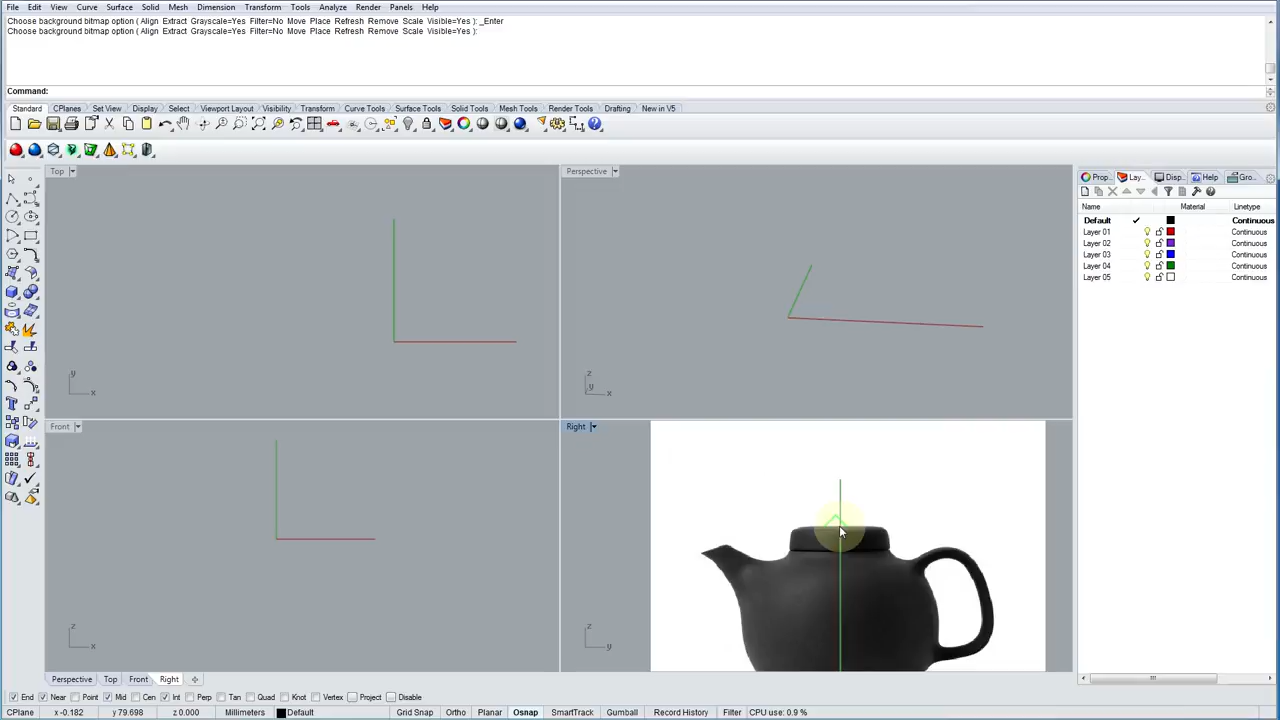 File Edit View Curve Surface Solid Mesh Dimension Transform Tools Analyze Render Panels Help
Choose background bitmap option ( Align Extract Grayscale=Yes Filter=No Move Place Refresh Remove Scale Visible=Yes ): _Enter
Choose background bitmap option ( Align Extract Grayscale=Yes Filter=No Move Place Refresh Remove Scale Visible=Yes ):
Command:
Standard CPlanes Set View Display Select Viewport Layout Visibility Transform Curve Tools Surface Tools Solid Tools Mesh Tools Render Tools Drafting New in V5
Top Perspective
Prop... Lay... Disp... Help Gro...
Name Material Linetype
Default Continuous
Layer 01 Continuous
Layer 02 Continuous
Layer 03 Continuous
Layer 04 Continuous
Layer 05 Continuous
y
x
z
y
x
Front Right
z
x
z
y
Perspective Top Front Right
End Near Point Mid Cen Int Perp Tan Quad Knot Vertex Project Disable
CPlane x -0.182 y 79.698 z 0.000 Millimeters Default Grid Snap Ortho Planar Osnap SmartTrack Gumball Record History Filter CPU use: 0.9 %